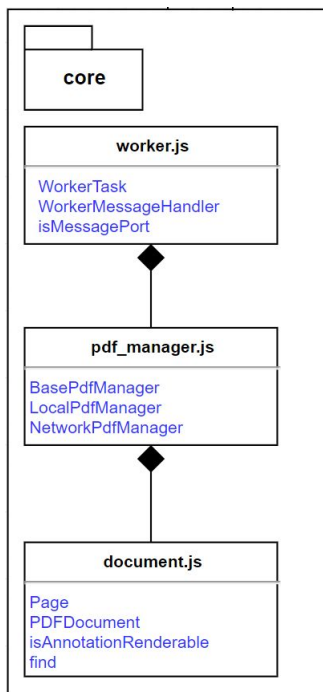 core
worker.js
WorkerTask
WorkerMessageHandler
isMessagePort
pdf_manager.js
BasePdfManager
LocalPdfManager
NetworkPdfManager
document.js
Page
PDFDocument
isAnnotationRenderable
find